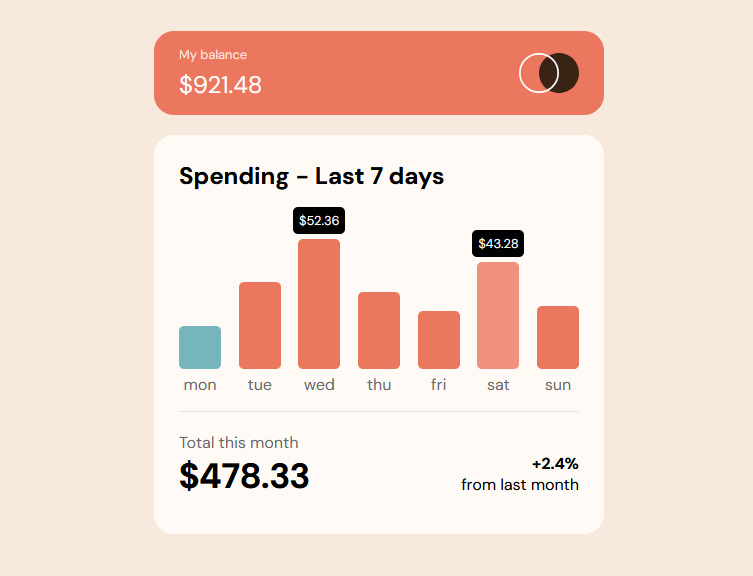 My balance
$921.48
Spending - Last 7 days
$52.36
$43.28
mon tue wed thu fri sat sun
Total this month
$478.33
+2.4%
from last month